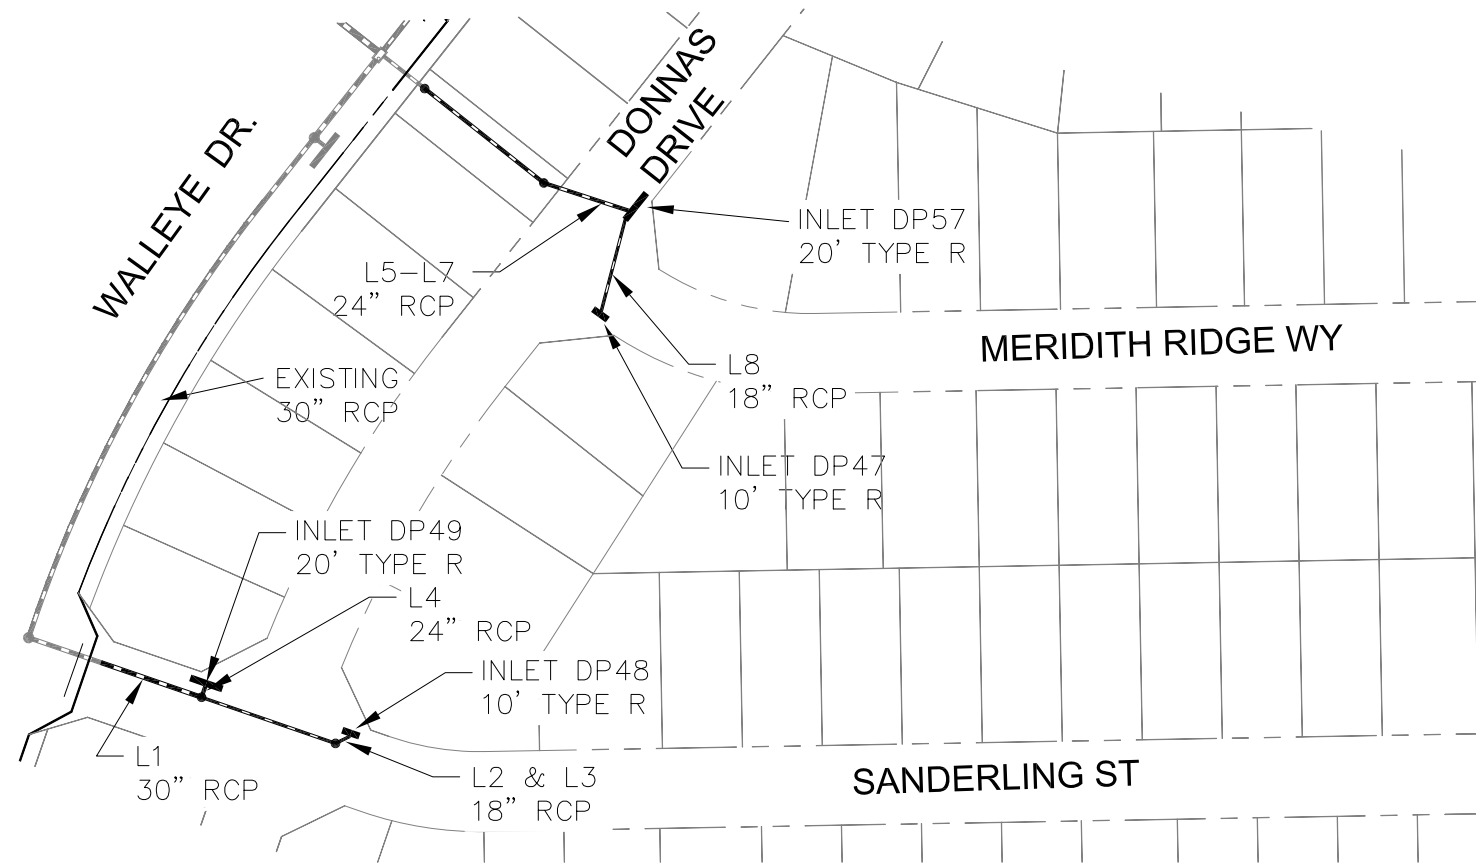 WALLEYE DR.
DONNAS
DRIVE
INLET DP57
20' TYPE R
L5-L7
24" RCP
MERIDITH RIDGE WY
EXISTING
30" RCP
L8
18" RCP
INLET DP47
10' TYPE R
INLET DP49
20' TYPE R
L4
24" RCP
INLET DP48
10' TYPE R
L1
30" RCP
L2 & L3
18" RCP
SANDERLING ST